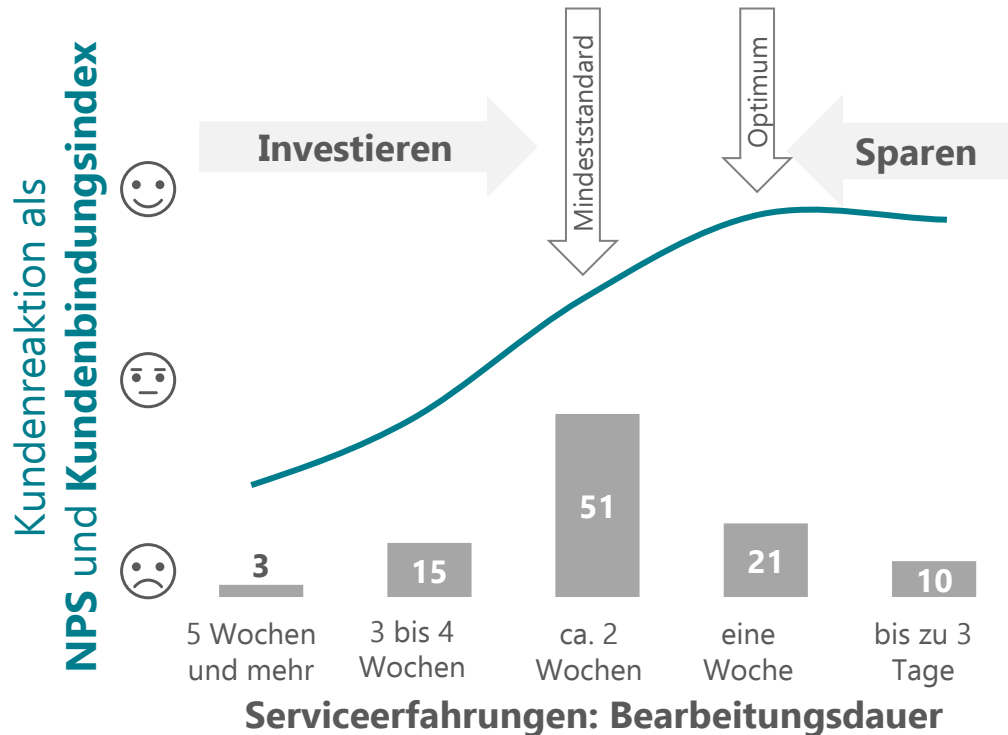 Kundenreaktion als
NPS und Kundenbindungsindex
Investieren
Mindeststandard
Optimum
Sparen
3
15
51
21
10
5 Wochen
und mehr
3 bis 4
Wochen
ca. 2
Wochen
eine
Woche
bis zu 3
Tage
Serviceerfahrungen: Bearbeitungsdauer